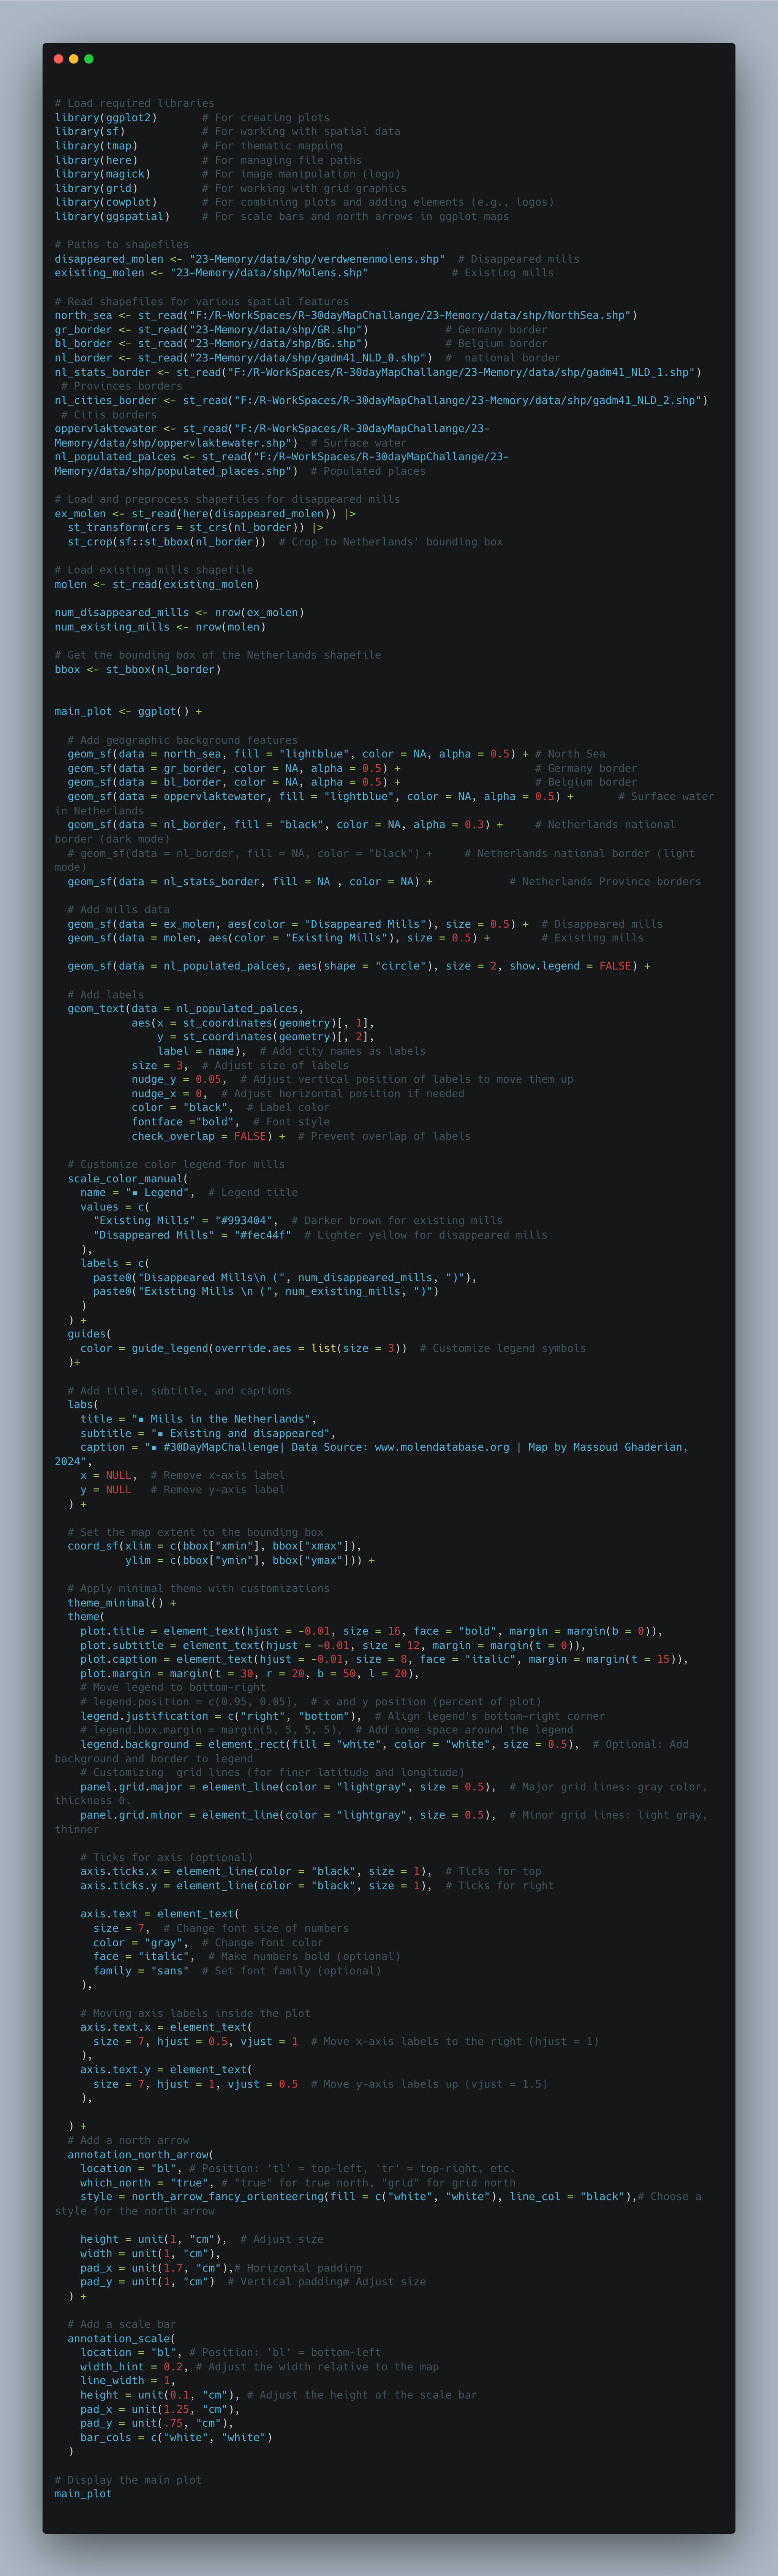 # Load required libraries
library(ggplot2)       # For creating plots
library(sf)            # For working with spatial data
library(tmap)          # For thematic mapping
library(here)          # For managing file paths
library(magick)        # For image manipulation (logo)
library(grid)          # For working with grid graphics
library(cowplot)       # For combining plots and adding elements (e.g., logos)
library(ggspatial)     # For scale bars and north arrows in ggplot maps

# Paths to shapefiles
disappeared_molen <- "23-Memory/data/shp/verdwenenmolens.shp"  # Disappeared mills
existing_molen <- "23-Memory/data/shp/Molens.shp"             # Existing mills

# Read shapefiles for various spatial features
north_sea <- st_read("F:/R-WorkSpaces/R-30dayMapChallange/23-Memory/data/shp/NorthSea.shp")
gr_border <- st_read("23-Memory/data/shp/GR.shp")            # Germany border
bl_border <- st_read("23-Memory/data/shp/BG.shp")            # Belgium border
nl_border <- st_read("23-Memory/data/shp/gadm41_NLD_0.shp")  #  national border
nl_stats_border <- st_read("F:/R-WorkSpaces/R-30dayMapChallange/23-Memory/data/shp/gadm41_NLD_1.shp")
 # Provinces borders
nl_cities_border <- st_read("F:/R-WorkSpaces/R-30dayMapChallange/23-Memory/data/shp/gadm41_NLD_2.shp")
 # Citis borders
oppervlaktewater <- st_read("F:/R-WorkSpaces/R-30dayMapChallange/23-
Memory/data/shp/oppervlaktewater.shp")  # Surface water
nl_populated_palces <- st_read("F:/R-WorkSpaces/R-30dayMapChallange/23-
Memory/data/shp/populated_places.shp")  # Populated places

# Load and preprocess shapefiles for disappeared mills
ex_molen <- st_read(here(disappeared_molen)) |>
  st_transform(crs = st_crs(nl_border)) |>
  st_crop(sf::st_bbox(nl_border))  # Crop to Netherlands' bounding box

# Load existing mills shapefile
molen <- st_read(existing_molen)

num_disappeared_mills <- nrow(ex_molen)
num_existing_mills <- nrow(molen)

# Get the bounding box of the Netherlands shapefile
bbox <- st_bbox(nl_border)


main_plot <- ggplot() +

  # Add geographic background features
  geom_sf(data = north_sea, fill = "lightblue", color = NA, alpha = 0.5) + # North Sea
  geom_sf(data = gr_border, color = NA, alpha = 0.5) +                     # Germany border
  geom_sf(data = bl_border, color = NA, alpha = 0.5) +                     # Belgium border
  geom_sf(data = oppervlaktewater, fill = "lightblue", color = NA, alpha = 0.5) +       # Surface water
in Netherlands
  geom_sf(data = nl_border, fill = "black", color = NA, alpha = 0.3) +     # Netherlands national
border (dark mode)
  # geom_sf(data = nl_border, fill = NA, color = "black") +     # Netherlands national border (light
mode)
  geom_sf(data = nl_stats_border, fill = NA , color = NA) +            # Netherlands Province borders

  # Add mills data
  geom_sf(data = ex_molen, aes(color = "Disappeared Mills"), size = 0.5) +  # Disappeared mills
  geom_sf(data = molen, aes(color = "Existing Mills"), size = 0.5) +        # Existing mills

  geom_sf(data = nl_populated_palces, aes(shape = "circle"), size = 2, show.legend = FALSE) +

  # Add labels
  geom_text(data = nl_populated_palces,
            aes(x = st_coordinates(geometry)[, 1],
                y = st_coordinates(geometry)[, 2],
                label = name),  # Add city names as labels
            size = 3,  # Adjust size of labels
            nudge_y = 0.05,  # Adjust vertical position of labels to move them up
            nudge_x = 0,  # Adjust horizontal position if needed
            color = "black",  # Label color
            fontface ="bold",  # Font style
            check_overlap = FALSE) +  # Prevent overlap of labels

  # Customize color legend for mills
  scale_color_manual(
    name = "▪ Legend",  # Legend title
    values = c(
      "Existing Mills" = "#993404",  # Darker brown for existing mills
      "Disappeared Mills" = "#fec44f"  # Lighter yellow for disappeared mills
    ),
    labels = c(
      paste0("Disappeared Mills\n (", num_disappeared_mills, ")"),
      paste0("Existing Mills \n (", num_existing_mills, ")")
    )
  ) +
  guides(
    color = guide_legend(override.aes = list(size = 3))  # Customize legend symbols
  )+

  # Add title, subtitle, and captions
  labs(
    title = "▪ Mills in the Netherlands",
    subtitle = "▪ Existing and disappeared",
    caption = "▪ #30DayMapChallenge| Data Source: www.molendatabase.org | Map by Massoud Ghaderian,
2024",
    x = NULL,  # Remove x-axis label
    y = NULL   # Remove y-axis label
  ) +

  # Set the map extent to the bounding box
  coord_sf(xlim = c(bbox["xmin"], bbox["xmax"]),
           ylim = c(bbox["ymin"], bbox["ymax"])) +

  # Apply minimal theme with customizations
  theme_minimal() +
  theme(
    plot.title = element_text(hjust = -0.01, size = 16, face = "bold", margin = margin(b = 0)),
    plot.subtitle = element_text(hjust = -0.01, size = 12, margin = margin(t = 0)),
    plot.caption = element_text(hjust = -0.01, size = 8, face = "italic", margin = margin(t = 15)),
    plot.margin = margin(t = 30, r = 20, b = 50, l = 20),
    # Move legend to bottom-right
    # legend.position = c(0.95, 0.05),  # x and y position (percent of plot)
    legend.justification = c("right", "bottom"),  # Align legend's bottom-right corner
    # legend.box.margin = margin(5, 5, 5, 5),  # Add some space around the legend
    legend.background = element_rect(fill = "white", color = "white", size = 0.5),  # Optional: Add
background and border to legend
    # Customizing  grid lines (for finer latitude and longitude)
    panel.grid.major = element_line(color = "lightgray", size = 0.5),  # Major grid lines: gray color,
thickness 0.
    panel.grid.minor = element_line(color = "lightgray", size = 0.5),  # Minor grid lines: light gray,
thinner

    # Ticks for axis (optional)
    axis.ticks.x = element_line(color = "black", size = 1),  # Ticks for top
    axis.ticks.y = element_line(color = "black", size = 1),  # Ticks for right

    axis.text = element_text(
      size = 7,  # Change font size of numbers
      color = "gray",  # Change font color
      face = "italic",  # Make numbers bold (optional)
      family = "sans"  # Set font family (optional)
    ),

    # Moving axis labels inside the plot
    axis.text.x = element_text(
      size = 7, hjust = 0.5, vjust = 1  # Move x-axis labels to the right (hjust = 1)
    ),
    axis.text.y = element_text(
      size = 7, hjust = 1, vjust = 0.5  # Move y-axis labels up (vjust = 1.5)
    ),

  ) +
  # Add a north arrow
  annotation_north_arrow(
    location = "bl", # Position: 'tl' = top-left, 'tr' = top-right, etc.
    which_north = "true", # "true" for true north, "grid" for grid north
    style = north_arrow_fancy_orienteering(fill = c("white", "white"), line_col = "black"),# Choose a
style for the north arrow

    height = unit(1, "cm"),  # Adjust size
    width = unit(1, "cm"),
    pad_x = unit(1.7, "cm"),# Horizontal padding
    pad_y = unit(1, "cm")  # Vertical padding# Adjust size
  ) +

  # Add a scale bar
  annotation_scale(
    location = "bl", # Position: 'bl' = bottom-left
    width_hint = 0.2, # Adjust the width relative to the map
    line_width = 1,
    height = unit(0.1, "cm"), # Adjust the height of the scale bar
    pad_x = unit(1.25, "cm"),
    pad_y = unit(.75, "cm"),
    bar_cols = c("white", "white")
  )

# Display the main plot
main_plot